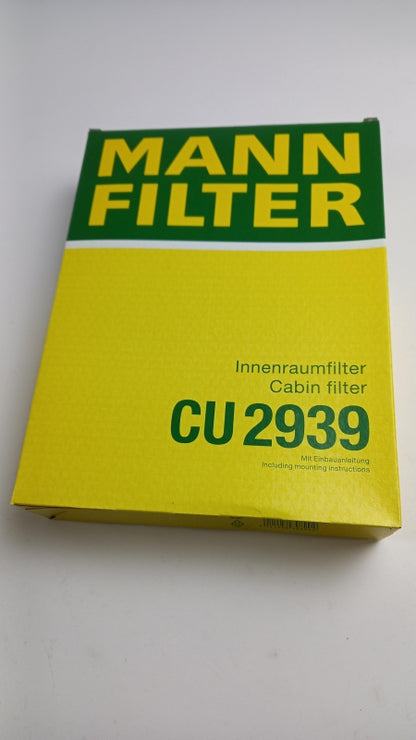 MANN
FILTER
Innenraumfilter
Cabin filter
CU 2939
Mit Einbauanleitung
Including mounting instructions